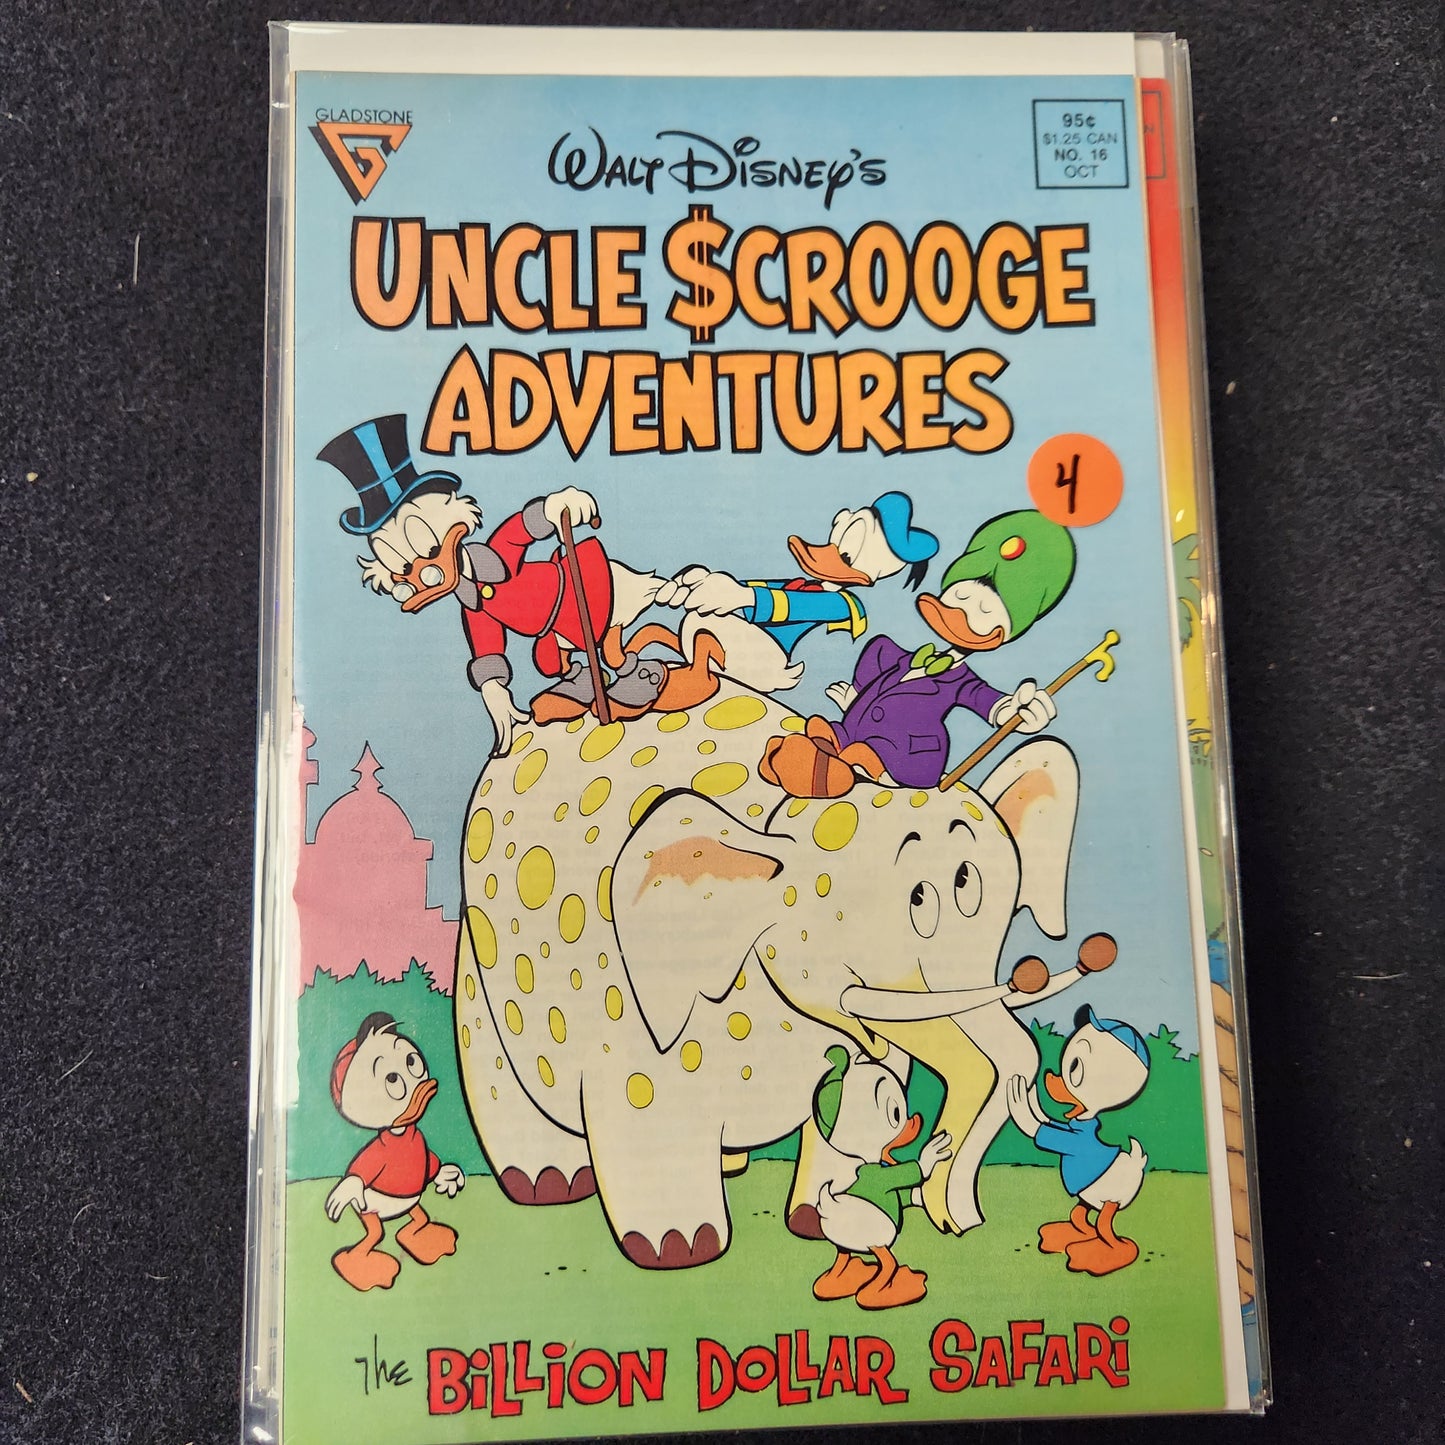 GLADSTONE
G
95¢
$1.25 CAN
NO. 16
OCT
WALT DISNEY'S
UNCLE $CROOGE
ADVENTURES
4
The BILLION DOLLAR SAFARI